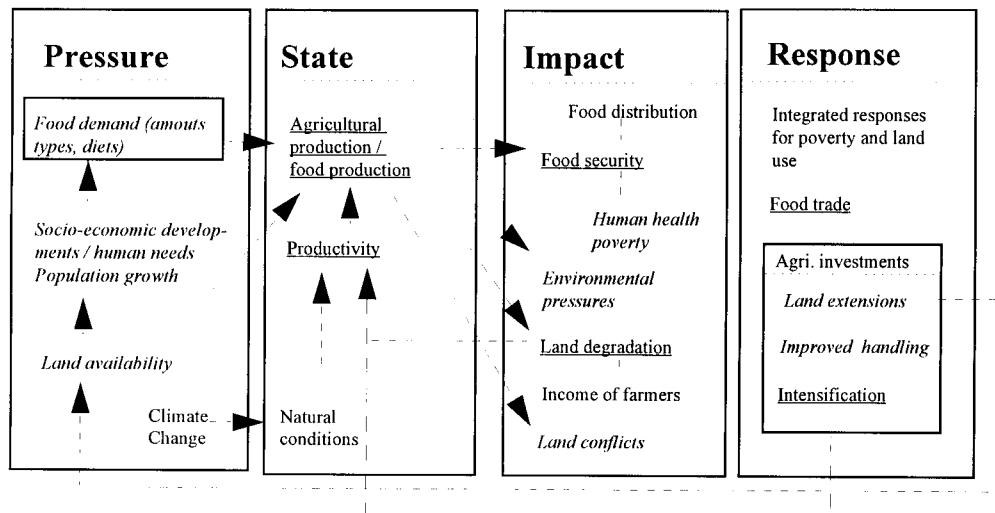 Pressure
Food demand (amouts
types, diets)
Socio-economic develop-
ments / human needs
Population growth
Land availability
Climate
Change
State
Agricultural
production /
food production
Productivity
Natural
conditions
Impact
Food distribution
Food security
Human health
poverty
Environmental
pressures
Land degradation
Income of farmers
Land conflicts
Response
Integrated responses
for poverty and land
use
Food trade
Agri. investments
Land extensions
Improved handling
Intensification